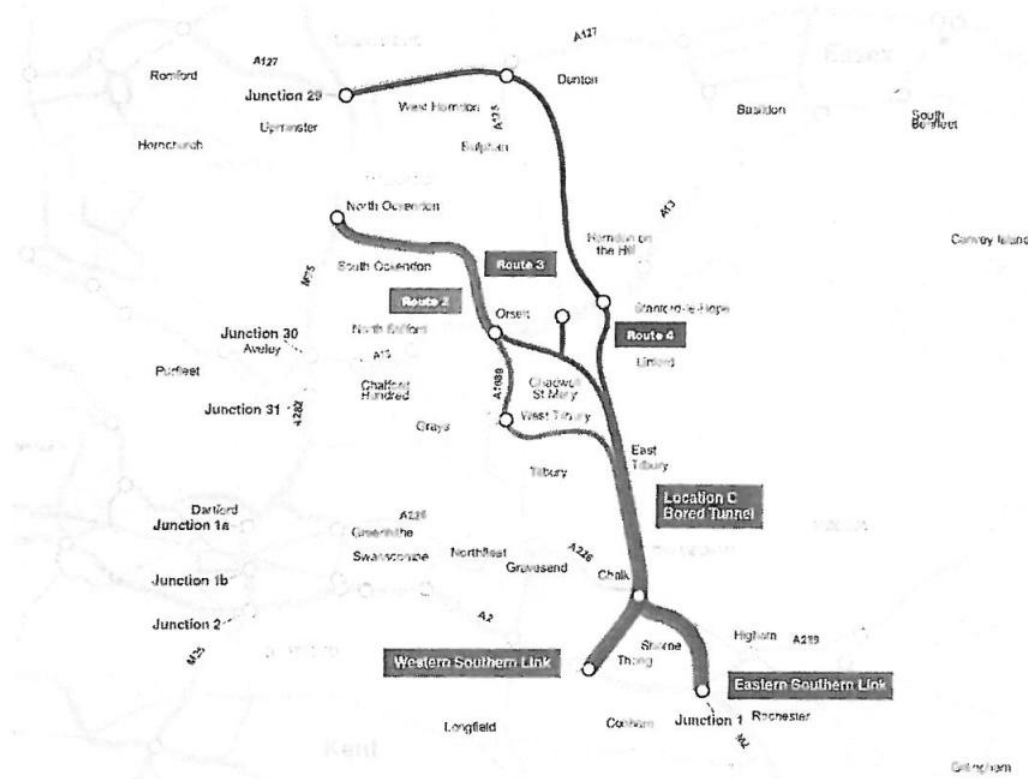 A127
Essex
Romford
A127
Dunton
Junction 29
West Horndon
Basildon
South
Benfleet
Upminster
A128
Hornchurch
Bulphan
North Ockendon
A13
Horndon on
the Hill
Canvey Island
South Ockendon
Route 3
M25
Route 2
Orsett
Stanford-le-Hope
Junction 30
North Stifford
Route 4
Aveley
A13
Linford
Purfleet
Chafford
Hundred
A1089
Chadwell
St Mary
Junction 31
A282
West Tilbury
Grays
East
Tilbury
Tilbury
Location C
Bored Tunnel
Dartford
Junction 1a
A226
Greenhithe
Swanscombe
Northfleet
A226
Gravesend
Chalk
Junction 1b
A2
Junction 2
Higham
A289
Shorne
M25
Western Southern Link
Thong
Eastern Southern Link
Longfield
Cobham
Junction 1
Rochester
M2
Kent
Gillingham